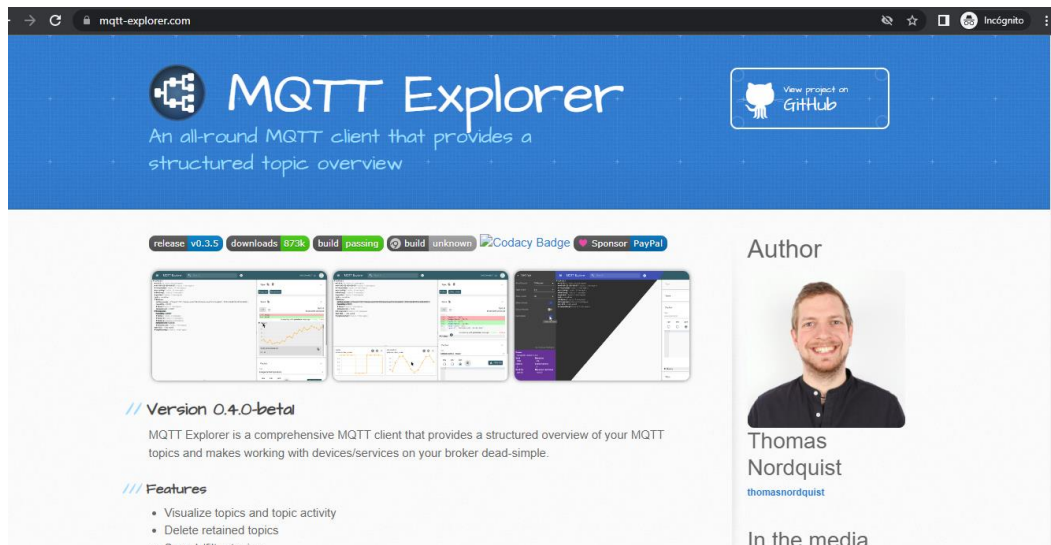 mqtt-explorer.com
Incógnito
MQTT Explorer
An all-round MQTT client that provides a
structured topic overview
View project on
GitHub
release v0.3.5 downloads 873k build passing build unknown Codacy Badge Sponsor PayPal
Author
// Version 0.4.0-beta1
MQTT Explorer is a comprehensive MQTT client that provides a structured overview of your MQTT
topics and makes working with devices/services on your broker dead-simple.
/// Features
• Visualize topics and topic activity
• Delete retained topics
Thomas
Nordquist
thomasnordquist
In the media